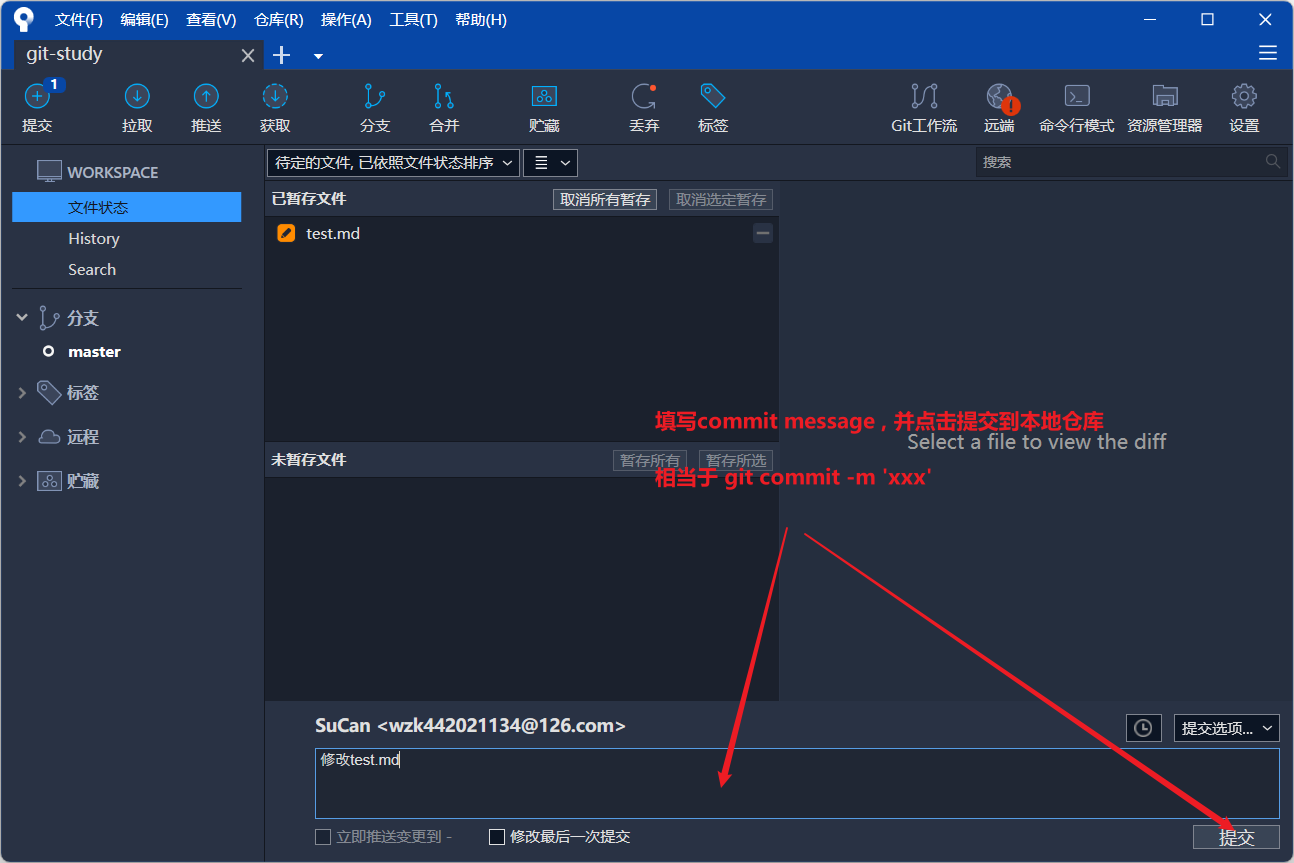 文件(F) 编辑(E) 查看(V) 仓库(R) 操作(A) 工具(T) 帮助(H)
git-study
1
提交 拉取 推送 获取 分支 合并 贮藏 丢弃 标签 Git工作流 远端 命令行模式 资源管理器 设置
WORKSPACE
文件状态
History
Search
分支
master
标签
远程
贮藏
待定的文件, 已依照文件状态排序
搜索
已暂存文件 取消所有暂存 取消选定暂存
test.md
填写commit message，并点击提交到本地仓库
Select a file to view the diff
未暂存文件 暂存所有 暂存所选
相当于 git commit -m 'xxx'
SuCan <wzk442021134@126.com>
提交选项...
修改test.md
立即推送变更到 - 修改最后一次提交
提交